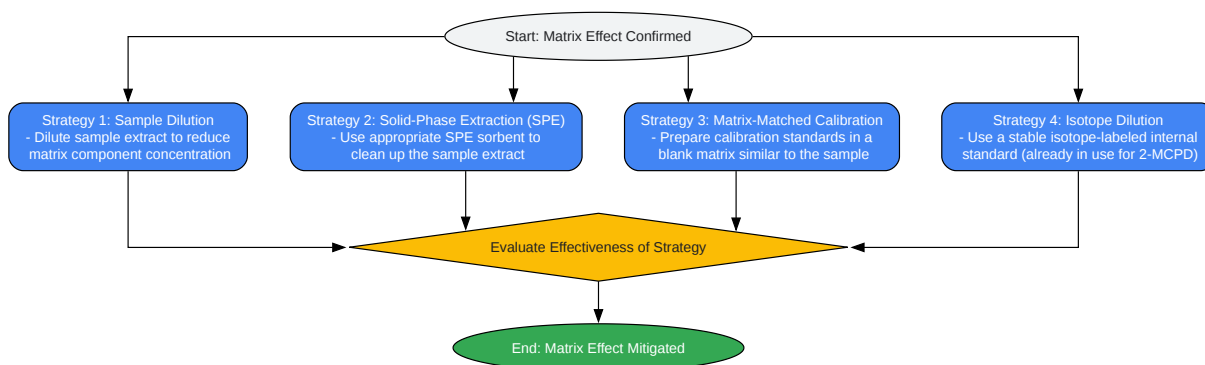 Start: Matrix Effect Confirmed
Strategy 1: Sample Dilution
- Dilute sample extract to reduce
matrix component concentration
Strategy 2: Solid-Phase Extraction (SPE)
- Use appropriate SPE sorbent to
clean up the sample extract
Strategy 3: Matrix-Matched Calibration
- Prepare calibration standards in a
blank matrix similar to the sample
Strategy 4: Isotope Dilution
- Use a stable isotope-labeled internal
standard (already in use for 2-MCPD)
Evaluate Effectiveness of Strategy
End: Matrix Effect Mitigated